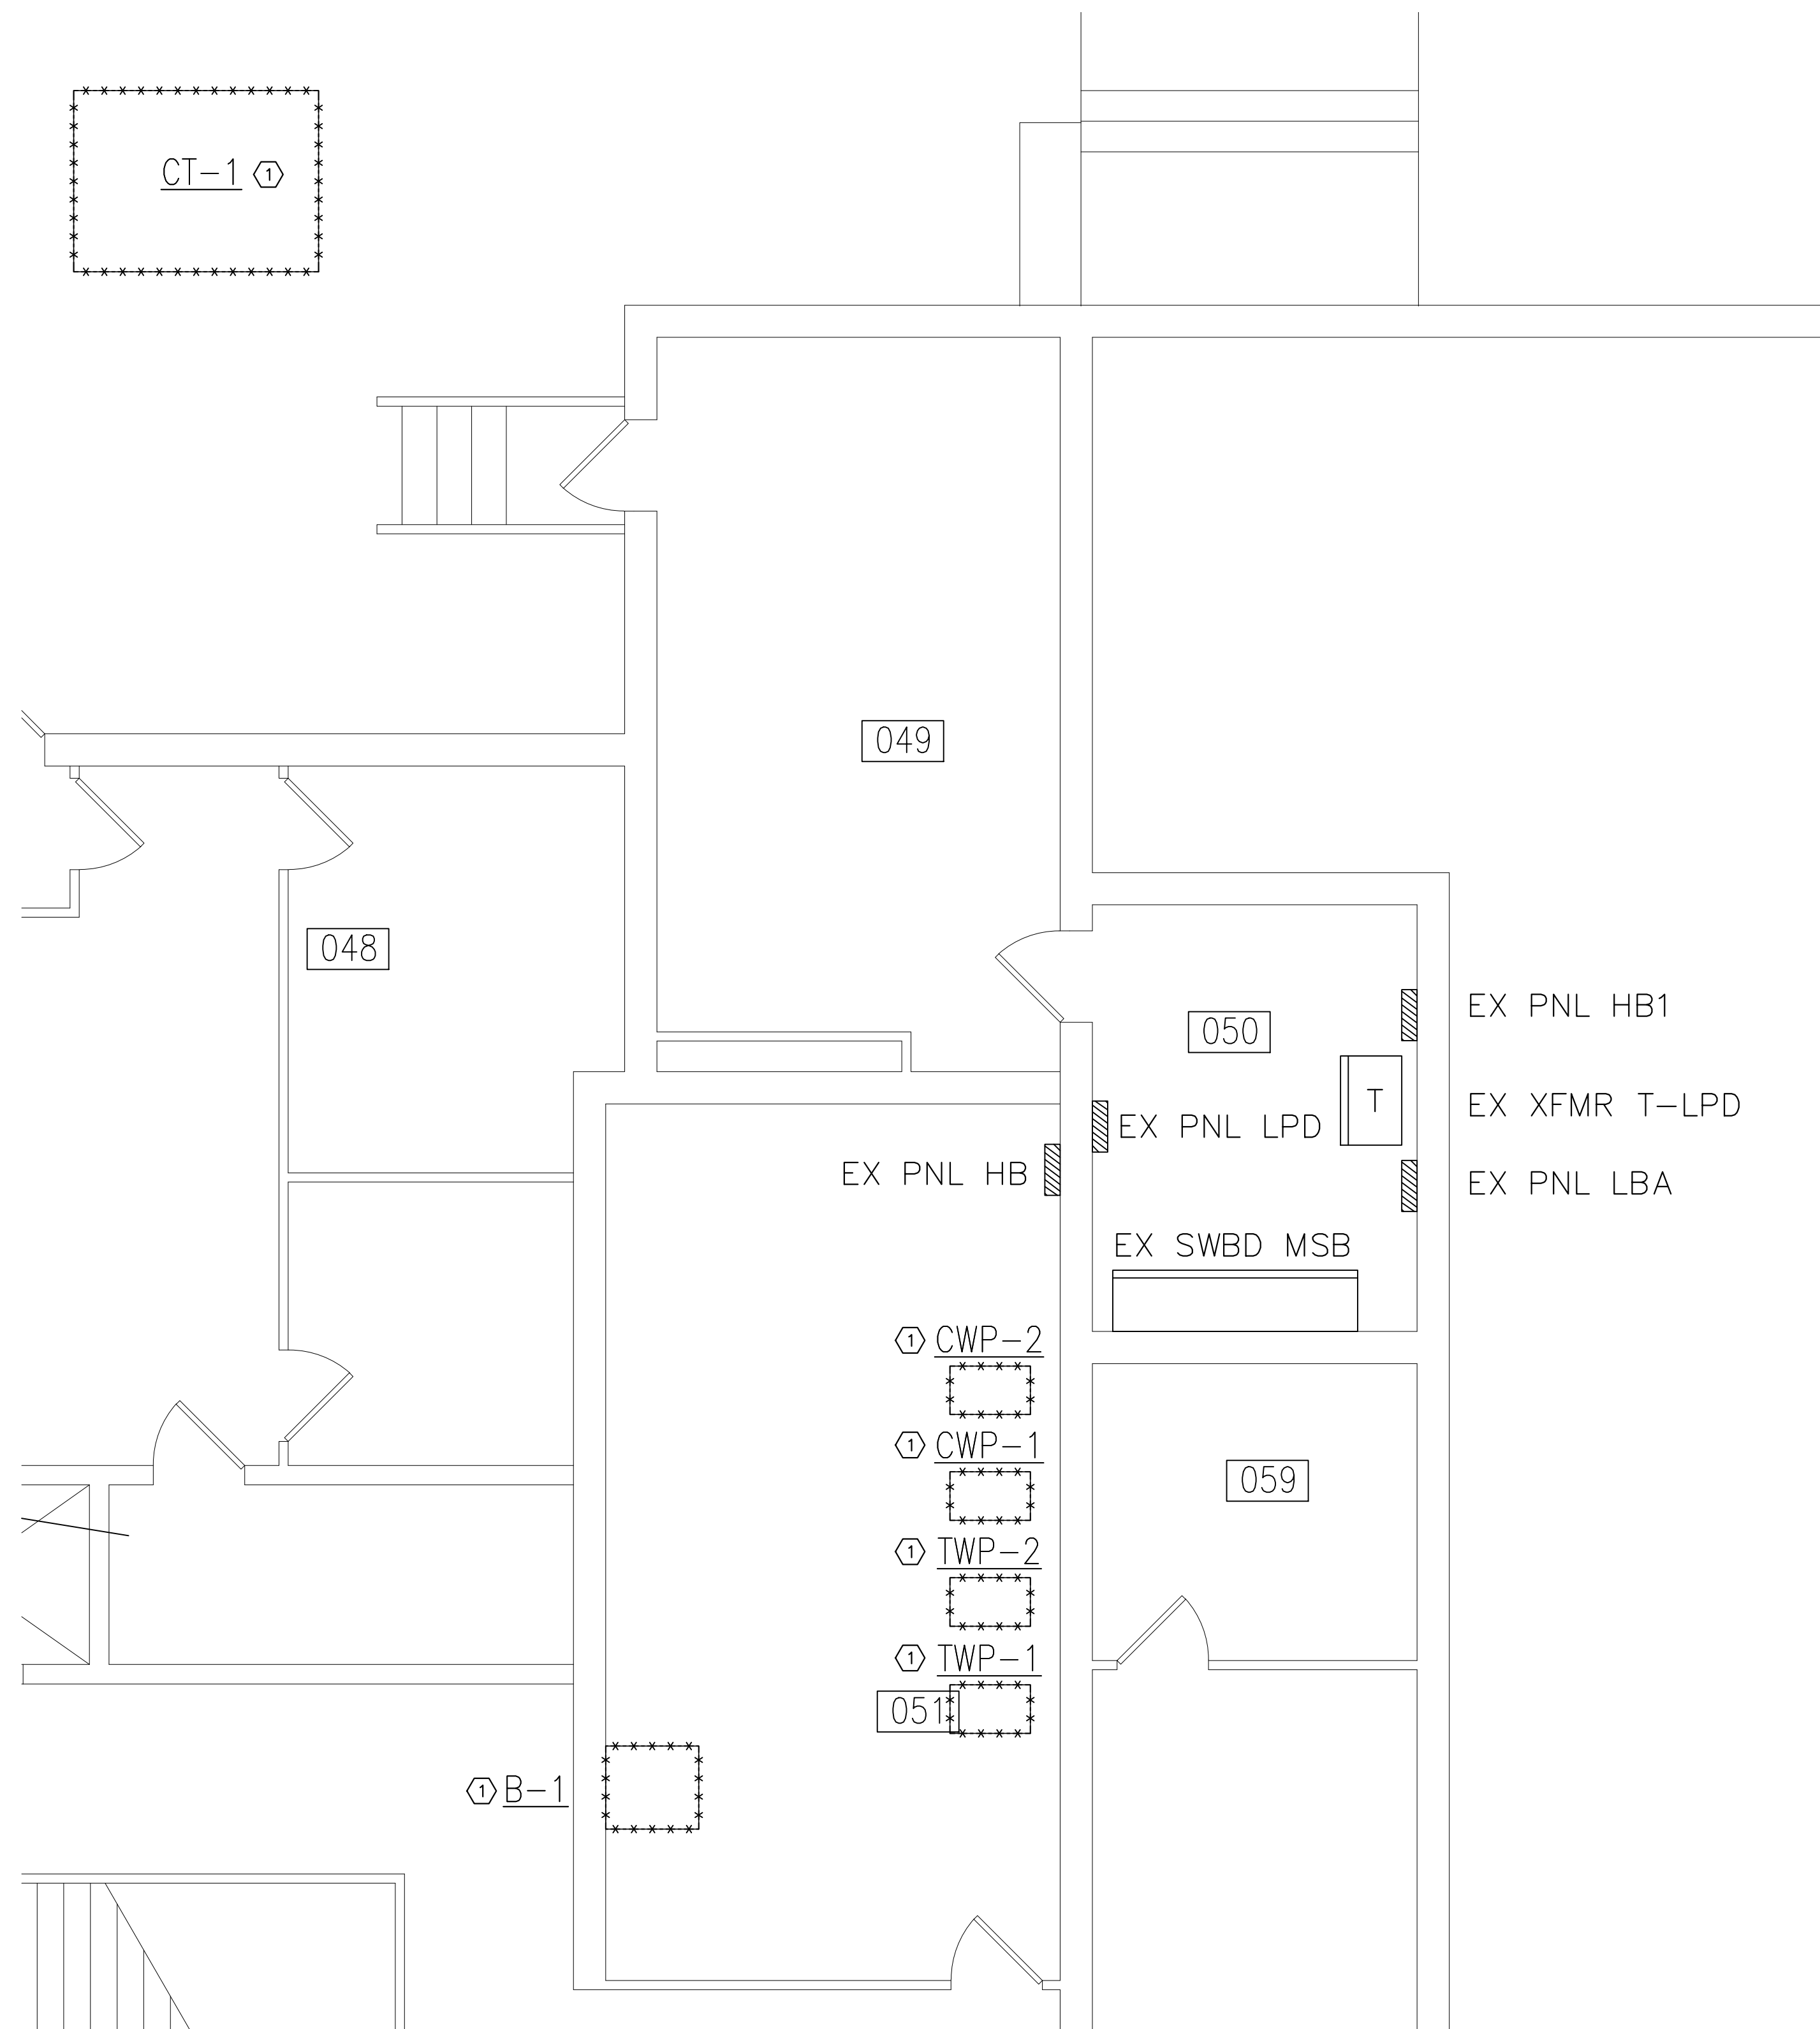 CT-1 1
049
048
050
EX PNL HB1
T
EX XFMR T-LPD
EX PNL LPD
EX PNL HB
EX PNL LBA
EX SWBD MSB
1 CWP-2
1 CWP-1
059
1 TWP-2
1 TWP-1
051
1 B-1